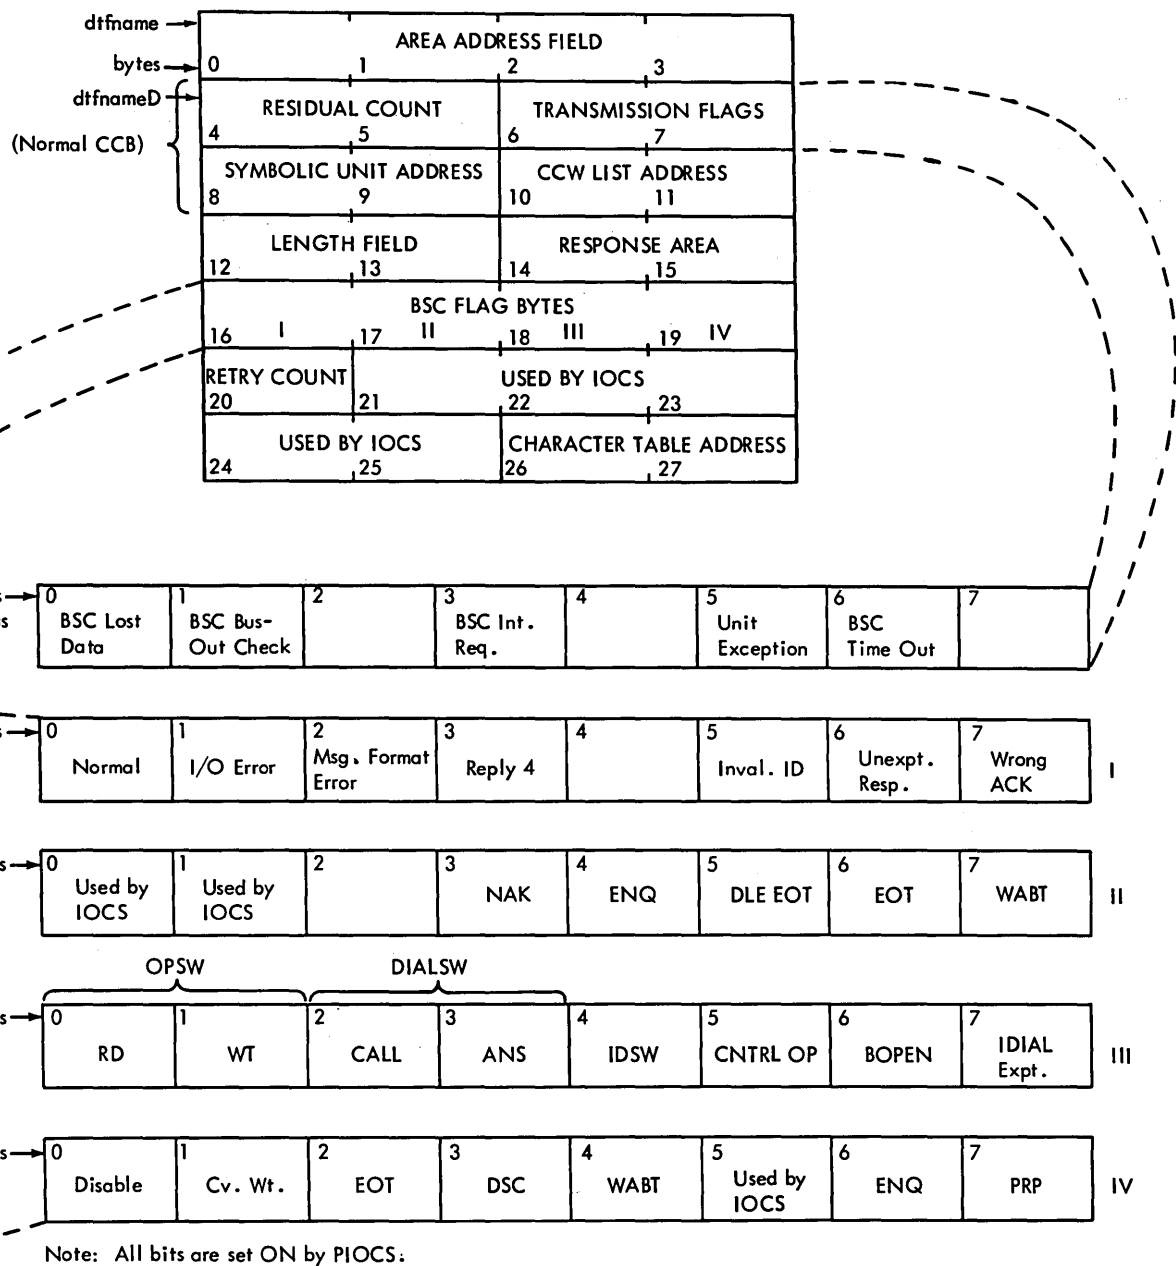 dtfname
AREA ADDRESS FIELD
bytes
0 1 2 3
dtfnameD
RESIDUAL COUNT TRANSMISSION FLAGS
(Normal CCB)
4 5 6 7
SYMBOLIC UNIT ADDRESS CCW LIST ADDRESS
8 9 10 11
LENGTH FIELD RESPONSE AREA
12 13 14 15
BSC FLAG BYTES
16 I 17 II 18 III 19 IV
RETRY COUNT USED BY IOCS
20 21 22 23
USED BY IOCS CHARACTER TABLE ADDRESS
24 25 26 27
s 0 1 2 3 4 5 6 7
s BSC Lost BSC Bus- BSC Int. Unit BSC
Data Out Check Req. Exception Time Out
s 0 1 2 3 4 5 6 7
Normal I/O Error Msg. Format Reply 4 Inval. ID Unexpt. Wrong I
Error Resp. ACK
s 0 1 2 3 4 5 6 7
Used by Used by NAK ENQ DLE EOT EOT WABT II
IOCS IOCS
OPSW DIALSW
s 0 1 2 3 4 5 6 7
RD WT CALL ANS IDSW CNTRL OP BOPEN IDIAL III
Expt.
s 0 1 2 3 4 5 6 7
Disable Cv. Wt. EOT DSC WABT Used by ENQ PRP IV
IOCS
Note: All bits are set ON by PIOCS.